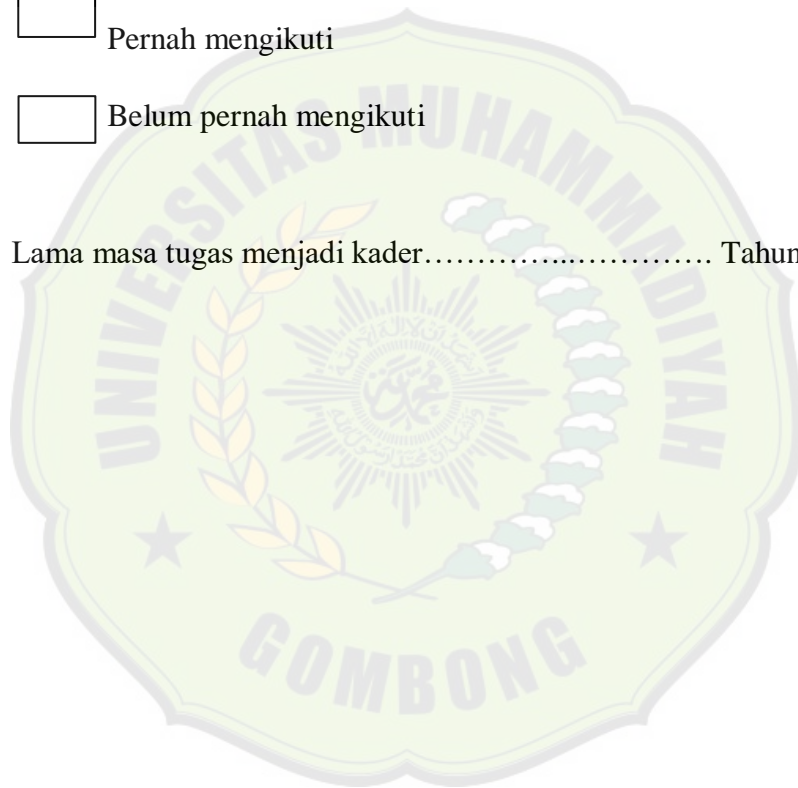 Pernah mengikuti
Belum pernah mengikuti
Lama masa tugas menjadi kader…………..…………. Tahun
UNIVERSITAS MUHAMMADIYAH
GOMBONG